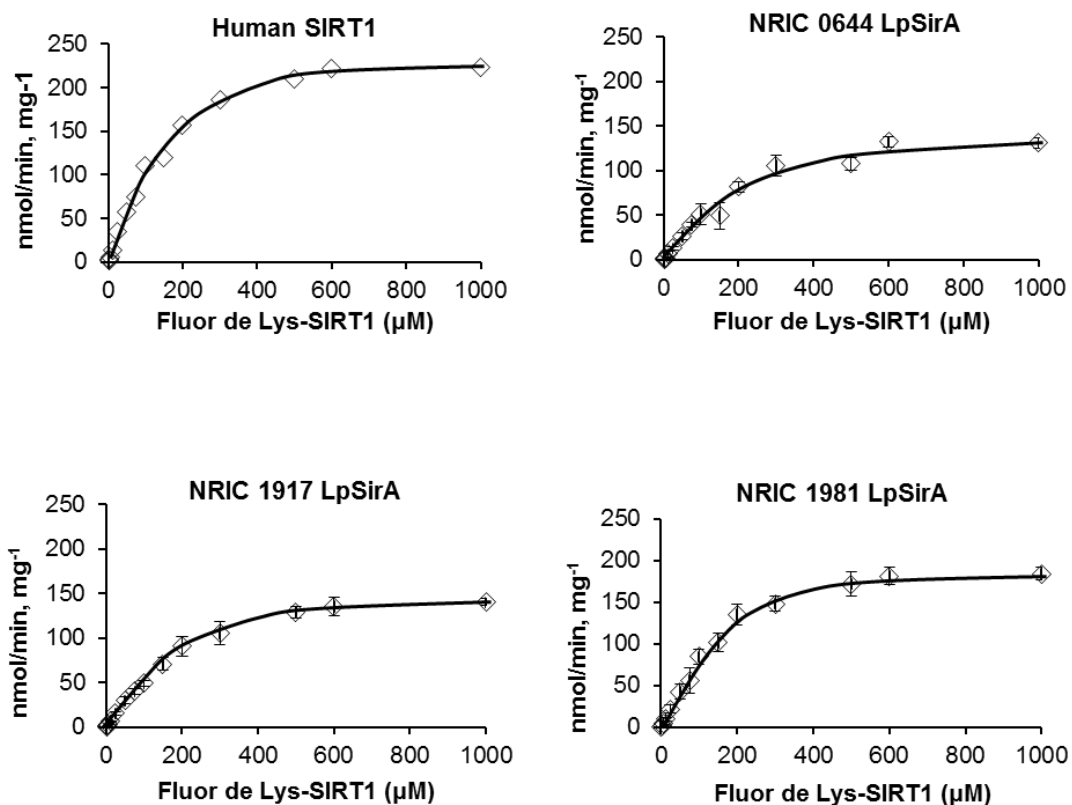 Human SIRT1
nmol/min, mg-1
250
200
150
100
50
0
0 200 400 600 800 1000
Fluor de Lys-SIRT1 (µM)
NRIC 0644 LpSirA
nmol/min, mg⁻¹
250
200
150
100
50
0
0 200 400 600 800 1000
Fluor de Lys-SIRT1 (µM)
NRIC 1917 LpSirA
nmol/min, mg⁻¹
250
200
150
100
50
0
0 200 400 600 800 1000
Fluor de Lys-SIRT1 (µM)
NRIC 1981 LpSirA
nmol/min, mg⁻¹
250
200
150
100
50
0
0 200 400 600 800 1000
Fluor de Lys-SIRT1 (µM)